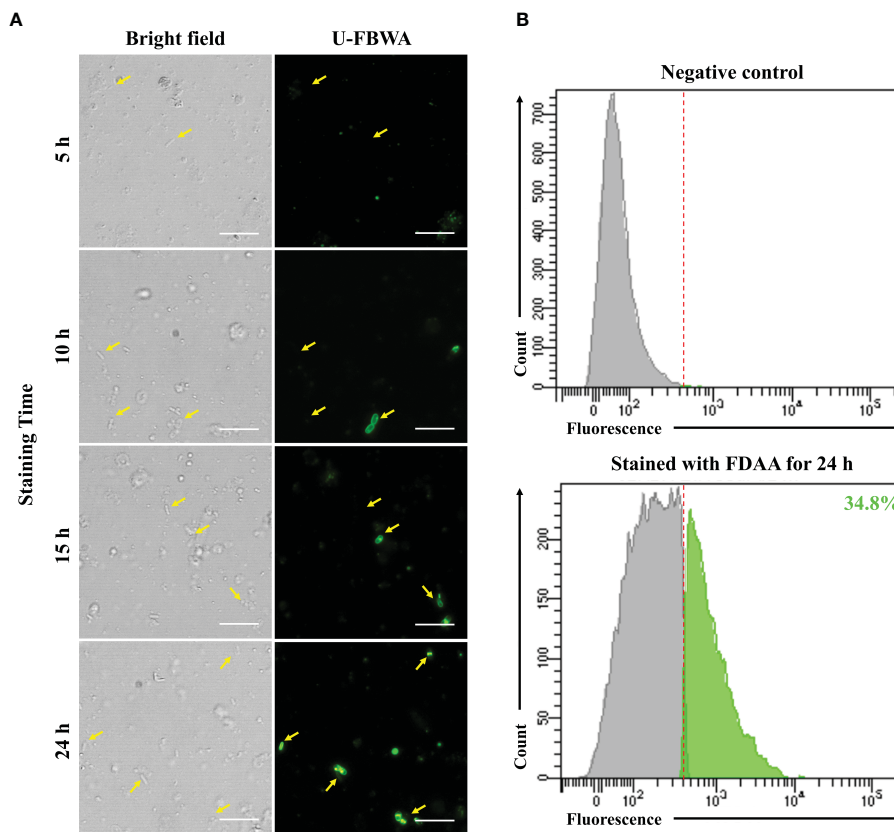 A
Bright field
U-FBWA
Staining Time
5 h
10 h
15 h
24 h
B
Negative control
Count
700
600
500
400
300
200
100
0
0 10² 10³ 10⁴ 10⁵
Fluorescence
Stained with FDAA for 24 h
34.8%
Count
200
150
100
50
0
0 10² 10³ 10⁴ 10⁵
Fluorescence